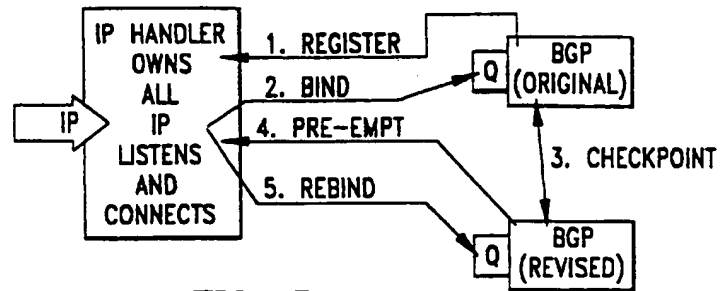 IP HANDLER
OWNS
ALL
IP
LISTENS
AND
CONNECTS
IP
1. REGISTER
2. BIND
4. PRE-EMPT
5. REBIND
Q
BGP
(ORIGINAL)
3. CHECKPOINT
Q
BGP
(REVISED)